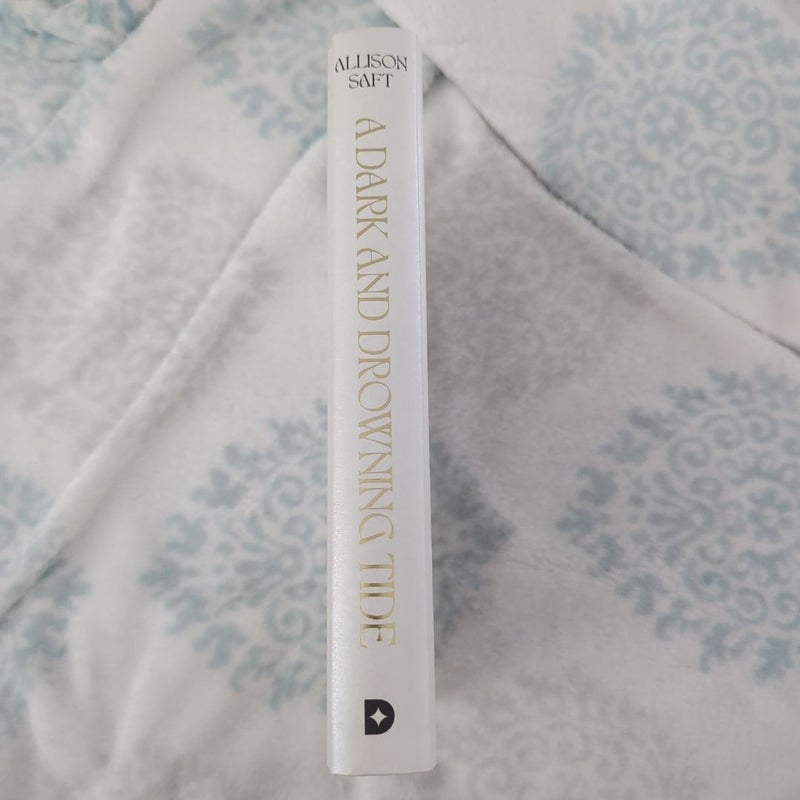 ALLISON
SAFT
A DARK AND DROWNING TIDE
D